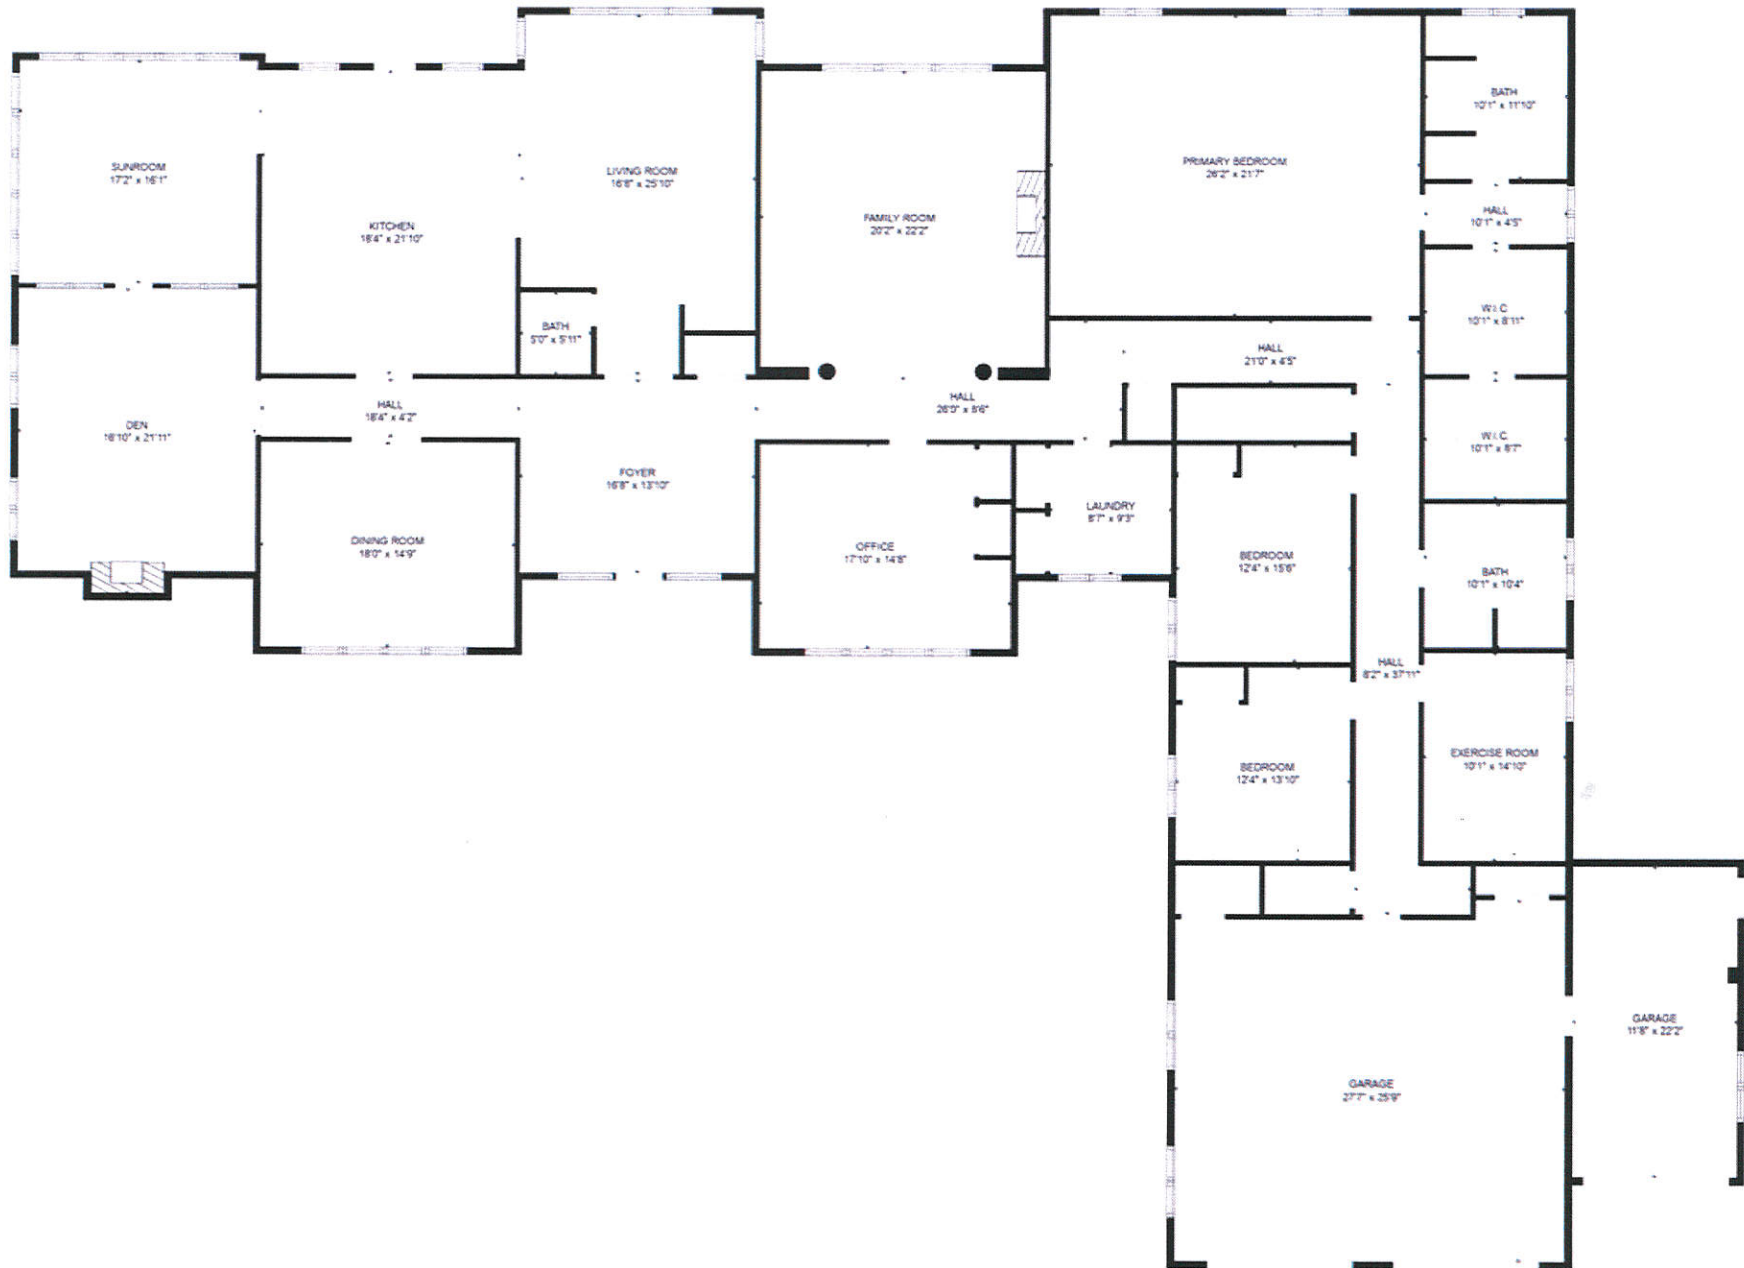 SUNROOM
17'2" x 16'1"
KITCHEN
18'4" x 21'10"
LIVING ROOM
16'8" x 25'10"
FAMILY ROOM
20'2" x 22'2"
PRIMARY BEDROOM
26'2" x 21'7"
BATH
10'1" x 11'10"
HALL
10'1" x 4'5"
W.I.C.
10'1" x 8'11"
W.I.C.
10'1" x 8'7"
BATH
5'0" x 5'11"
HALL
21'0" x 4'5"
DEN
16'10" x 21'11"
HALL
18'4" x 4'2"
HALL
26'0" x 8'6"
FOYER
16'8" x 13'10"
DINING ROOM
18'0" x 14'9"
OFFICE
17'10" x 14'8"
LAUNDRY
8'7" x 9'3"
BEDROOM
12'4" x 15'6"
BATH
10'1" x 10'4"
HALL
8'2" x 37'11"
BEDROOM
12'4" x 13'10"
EXERCISE ROOM
10'1" x 14'10"
GARAGE
11'8" x 22'2"
GARAGE
27'7" x 25'9"